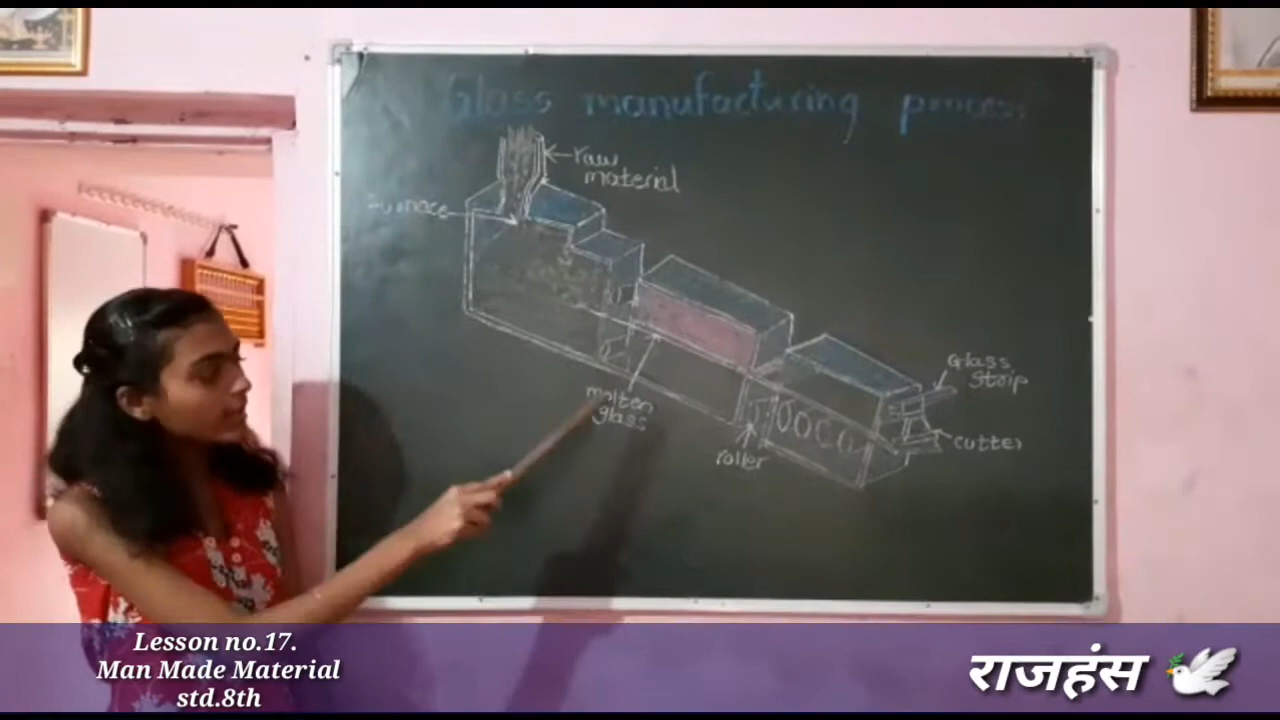 Glass manufacturing process
raw
material
Furnace
molten
glass
roller
Glass
Strip
cutter
Lesson no.17.
Man Made Material
std.8th
राजहंस